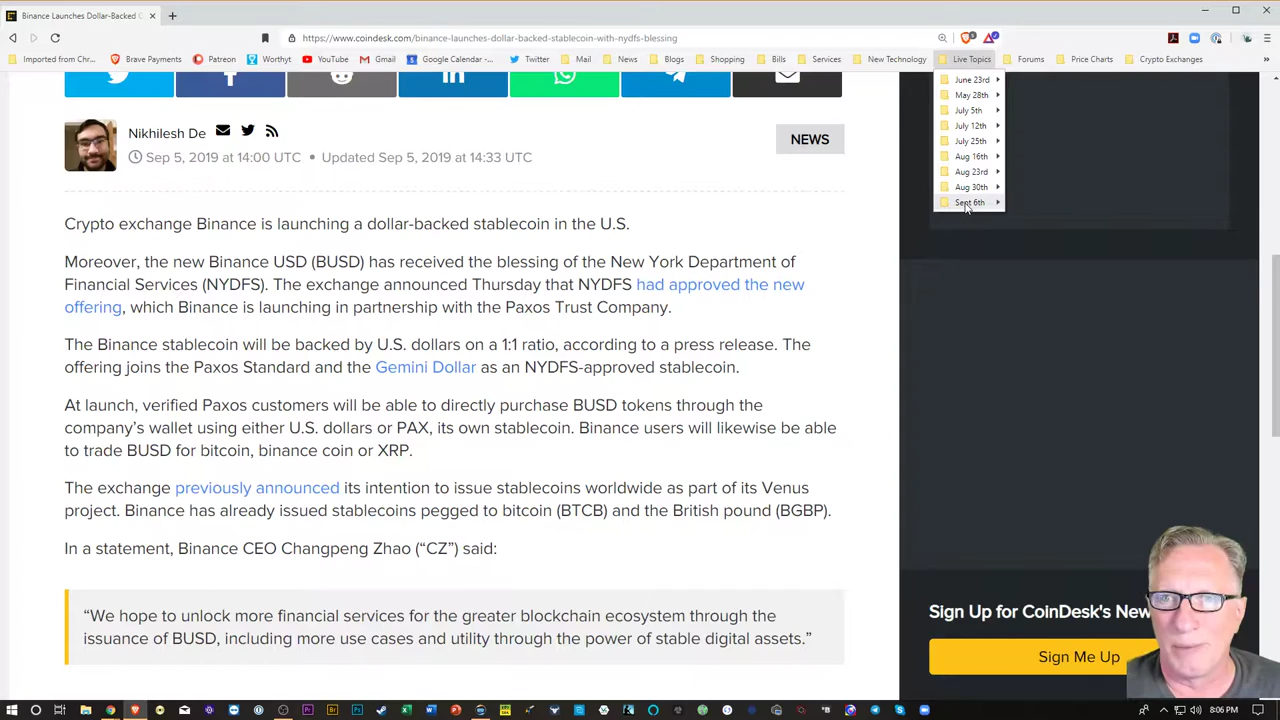 Binance Launches Dollar-Backed C
https://www.coindesk.com/binance-launches-dollar-backed-stablecoin-with-nydfs-blessing
Imported from Chr... Brave Payments Patreon Worthyt YouTube Gmail Google Calendar -... Twitter Mail News Blogs Shopping Bills Services New Technology Live Topics Forums Price Charts Crypto Exchanges »
June 23rd
May 28th
July 5th
July 12th
July 25th
Aug 16th
Aug 23rd
Aug 30th
Sept 6th
Nikhilesh De
NEWS
Sep 5, 2019 at 14:00 UTC • Updated Sep 5, 2019 at 14:33 UTC
Crypto exchange Binance is launching a dollar-backed stablecoin in the U.S.
Moreover, the new Binance USD (BUSD) has received the blessing of the New York Department of
Financial Services (NYDFS). The exchange announced Thursday that NYDFS had approved the new
offering, which Binance is launching in partnership with the Paxos Trust Company.
The Binance stablecoin will be backed by U.S. dollars on a 1:1 ratio, according to a press release. The
offering joins the Paxos Standard and the Gemini Dollar as an NYDFS-approved stablecoin.
At launch, verified Paxos customers will be able to directly purchase BUSD tokens through the
company's wallet using either U.S. dollars or PAX, its own stablecoin. Binance users will likewise be able
to trade BUSD for bitcoin, binance coin or XRP.
The exchange previously announced its intention to issue stablecoins worldwide as part of its Venus
project. Binance has already issued stablecoins pegged to bitcoin (BTCB) and the British pound (BGBP).
In a statement, Binance CEO Changpeng Zhao (“CZ”) said:
“We hope to unlock more financial services for the greater blockchain ecosystem through the
issuance of BUSD, including more use cases and utility through the power of stable digital assets.”
Sign Up for CoinDesk's New
Sign Me Up
8:06 PM